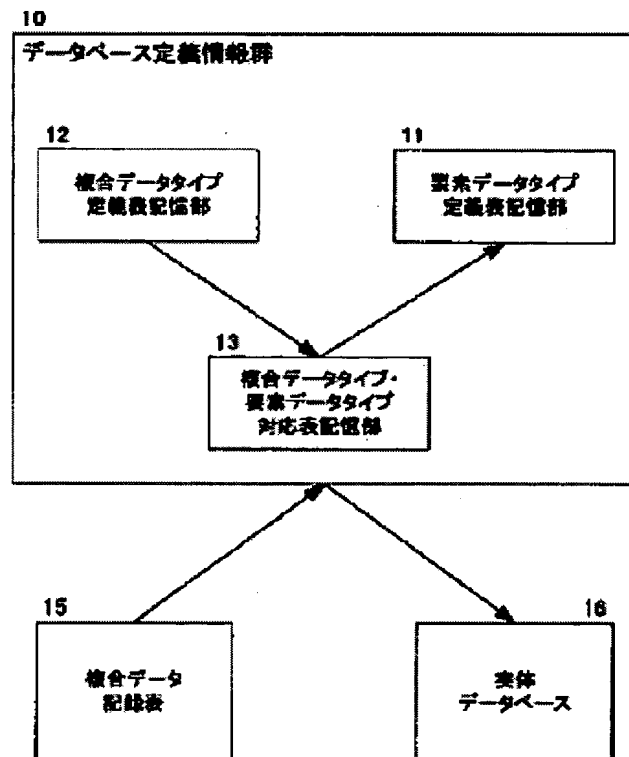 10
データベース定義情報群
12
複合データタイプ
定義表記憶部
11
要素データタイプ
定義表記憶部
13
複合データタイプ・
要素データタイプ
対応表記憶部
15
複合データ
記録表
16
実体
データベース